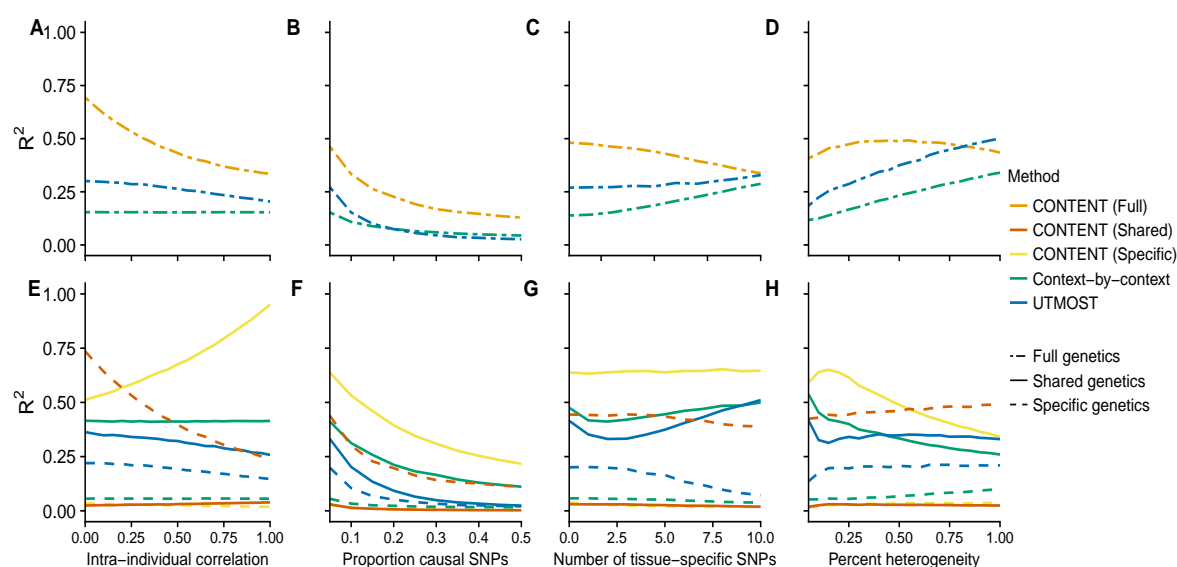 A
B
C
D
1.00
0.75
0.50
0.25
0.00
R²
E
F
G
H
1.00
0.75
0.50
0.25
0.00
R²
0.00 0.25 0.50 0.75 1.00
Intra−individual correlation
0.1 0.2 0.3 0.4 0.5
Proportion causal SNPs
0.0 2.5 5.0 7.5 10.0
Number of tissue−specific SNPs
0.25 0.50 0.75 1.00
Percent heterogeneity
Method
CONTENT (Full)
CONTENT (Shared)
CONTENT (Specific)
Context−by−context
UTMOST
Full genetics
Shared genetics
Specific genetics